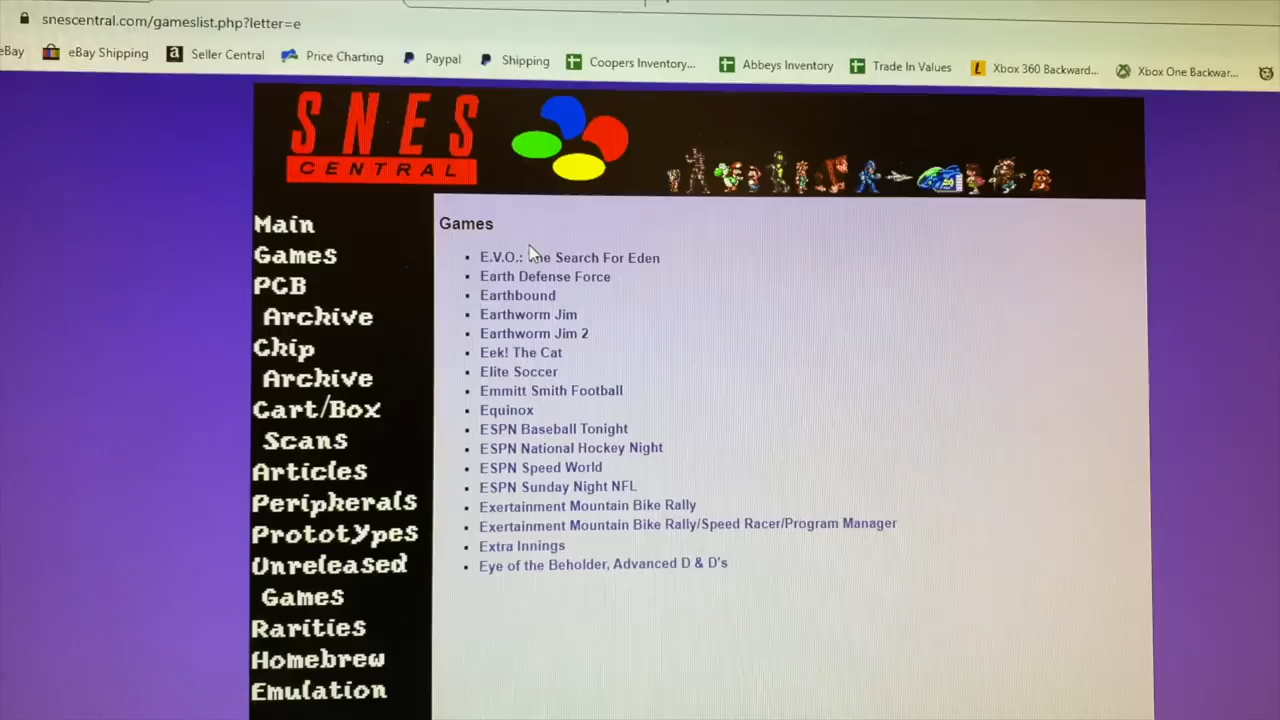 snescentral.com/gameslist.php?letter=e
eBay
eBay Shipping
Seller Central
Price Charting
Paypal
Shipping
Coopers Inventory...
Abbeys Inventory
Trade In Values
Xbox 360 Backward...
Xbox One Backwar...
SNES
CENTRAL
Main
Games
PCB
Archive
Chip
Archive
Cart/Box
Scans
Articles
Peripherals
Prototypes
Unreleased
Games
Rarities
Homebrew
Emulation
Games
E.V.O.: The Search For Eden
Earth Defense Force
Earthbound
Earthworm Jim
Earthworm Jim 2
Eek! The Cat
Elite Soccer
Emmitt Smith Football
Equinox
ESPN Baseball Tonight
ESPN National Hockey Night
ESPN Speed World
ESPN Sunday Night NFL
Exertainment Mountain Bike Rally
Exertainment Mountain Bike Rally/Speed Racer/Program Manager
Extra Innings
Eye of the Beholder, Advanced D & D's